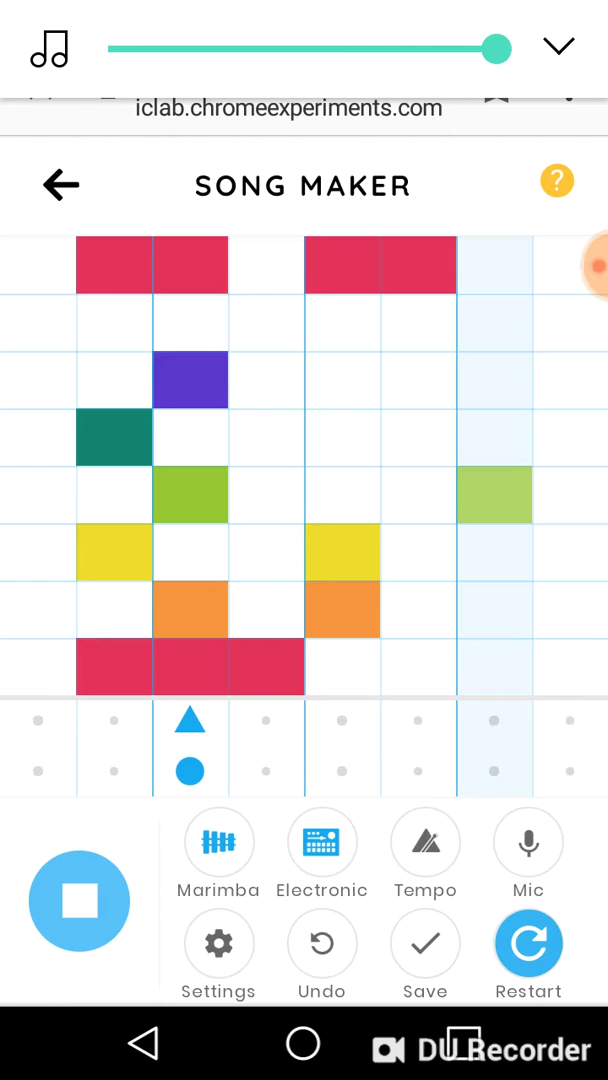 iclab.chromeexperiments.com
SONG MAKER
?
Marimba Electronic Tempo Mic
Settings Undo Save Restart
DU Recorder